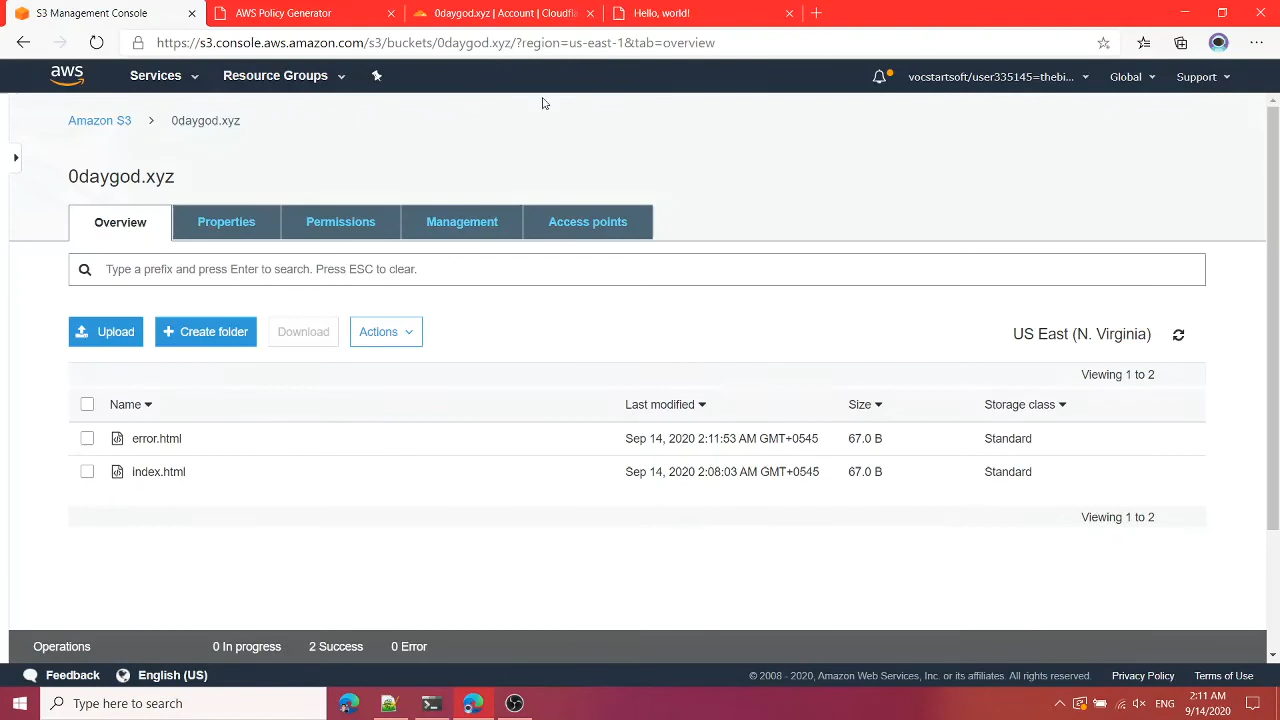 S3 Management Console
AWS Policy Generator
0daygod.xyz | Account | Cloudfla
Hello, world!
https://s3.console.aws.amazon.com/s3/buckets/0daygod.xyz/?region=us-east-1&tab=overview
aws
Services
Resource Groups
vocstartsoft/user335145=thebi...
Global
Support
Amazon S3
0daygod.xyz
0daygod.xyz
Overview
Properties
Permissions
Management
Access points
Type a prefix and press Enter to search. Press ESC to clear.
Upload
Create folder
Download
Actions
US East (N. Virginia)
Viewing 1 to 2
Name
Last modified
Size
Storage class
error.html
Sep 14, 2020 2:11:53 AM GMT+0545
67.0 B
Standard
index.html
Sep 14, 2020 2:08:03 AM GMT+0545
67.0 B
Standard
Viewing 1 to 2
Operations
0 In progress
2 Success
0 Error
Feedback
English (US)
© 2008 - 2020, Amazon Web Services, Inc. or its affiliates. All rights reserved.
Privacy Policy
Terms of Use
Type here to search
ENG
2:11 AM
9/14/2020